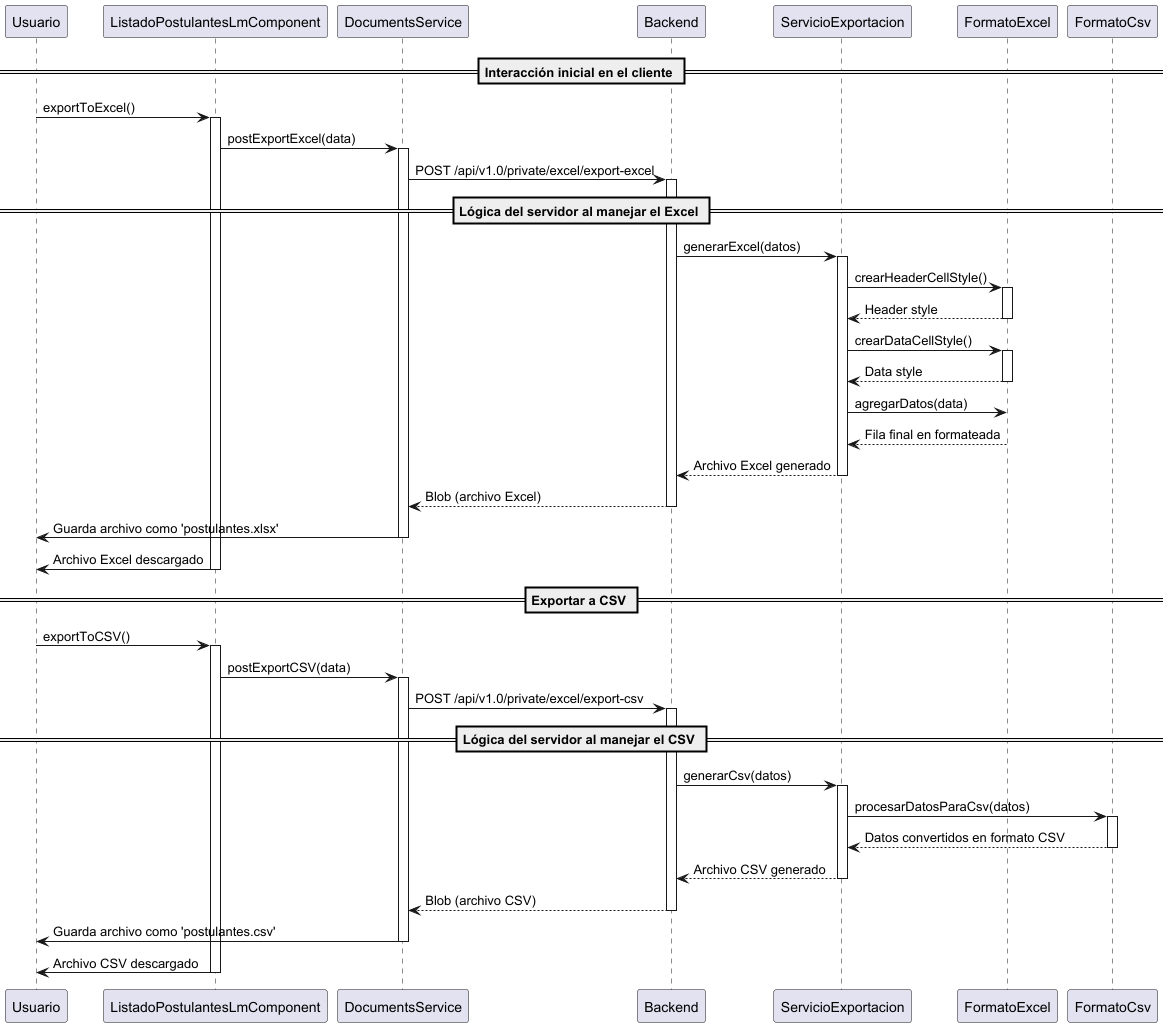 Usuario
ListadoPostulantesLmComponent
DocumentsService
Backend
ServicioExportacion
FormatoExcel
FormatoCsv
Interacción inicial en el cliente
exportToExcel()
postExportExcel(data)
POST /api/v1.0/private/excel/export-excel
Lógica del servidor al manejar el Excel
generarExcel(datos)
crearHeaderCellStyle()
Header style
crearDataCellStyle()
Data style
agregarDatos(data)
Fila final en formateada
Archivo Excel generado
Blob (archivo Excel)
Guarda archivo como 'postulantes.xlsx'
Archivo Excel descargado
Exportar a CSV
exportToCSV()
postExportCSV(data)
POST /api/v1.0/private/excel/export-csv
Lógica del servidor al manejar el CSV
generarCsv(datos)
procesarDatosParaCsv(datos)
Datos convertidos en formato CSV
Archivo CSV generado
Blob (archivo CSV)
Guarda archivo como 'postulantes.csv'
Archivo CSV descargado
Usuario
ListadoPostulantesLmComponent
DocumentsService
Backend
ServicioExportacion
FormatoExcel
FormatoCsv